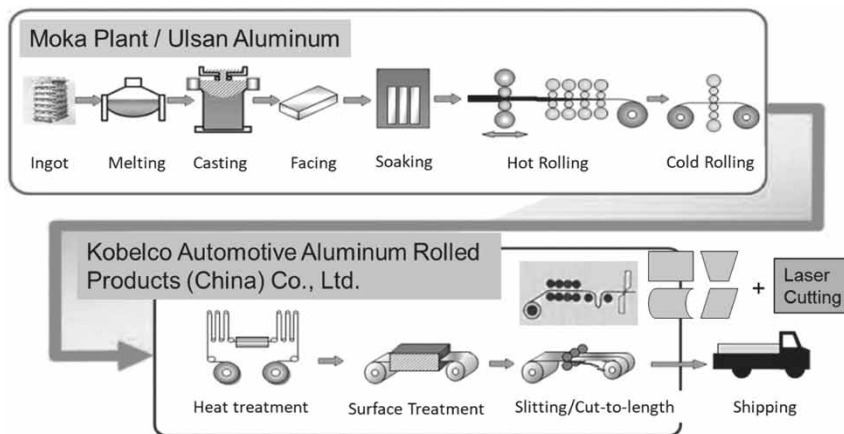 Moka Plant / Ulsan Aluminum
Ingot
Melting
Casting
Facing
Soaking
Hot Rolling
Cold Rolling
Kobelco Automotive Aluminum Rolled
Products (China) Co., Ltd.
+
Laser
Cutting
Heat treatment
Surface Treatment
Slitting/Cut-to-length
Shipping